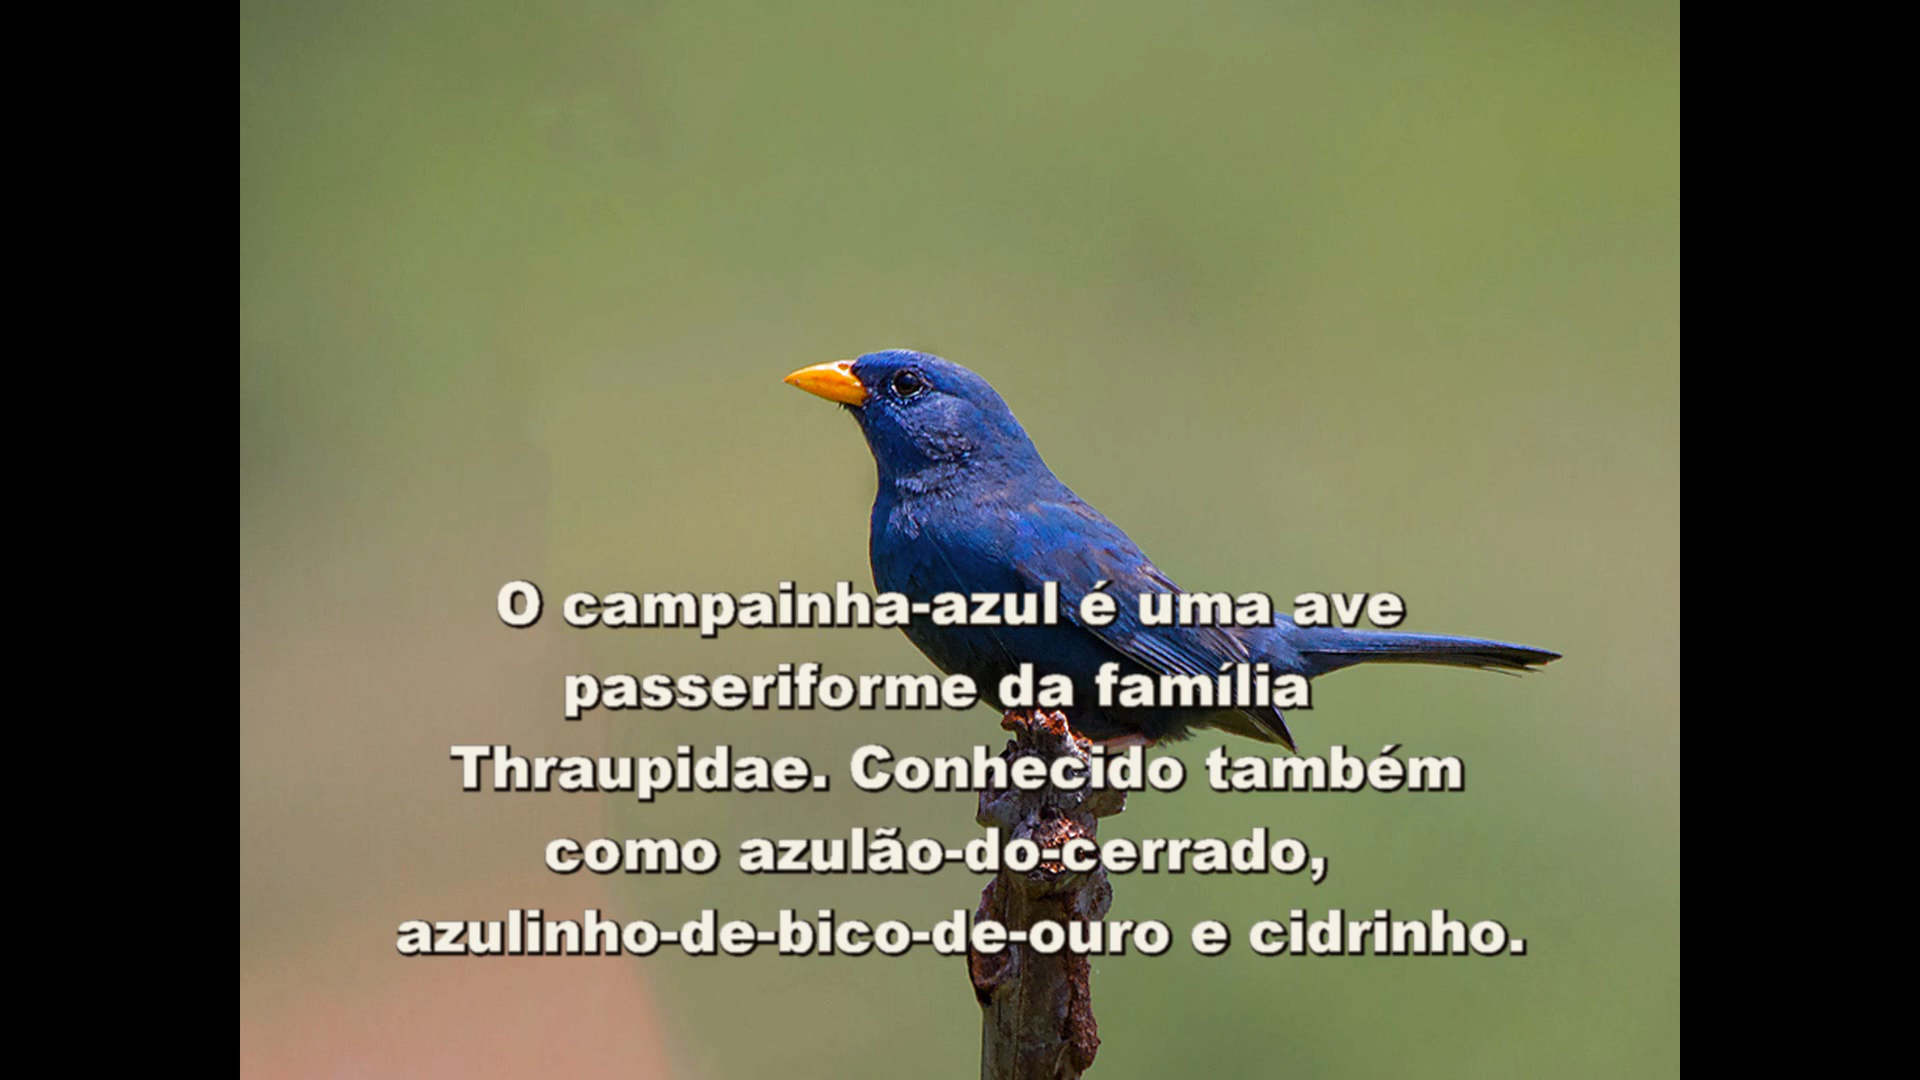 O campainha-azul é uma ave
passeriforme da família
Thraupidae. Conhecido também
como azulão-do-cerrado,
azulinho-de-bico-de-ouro e cidrinho.